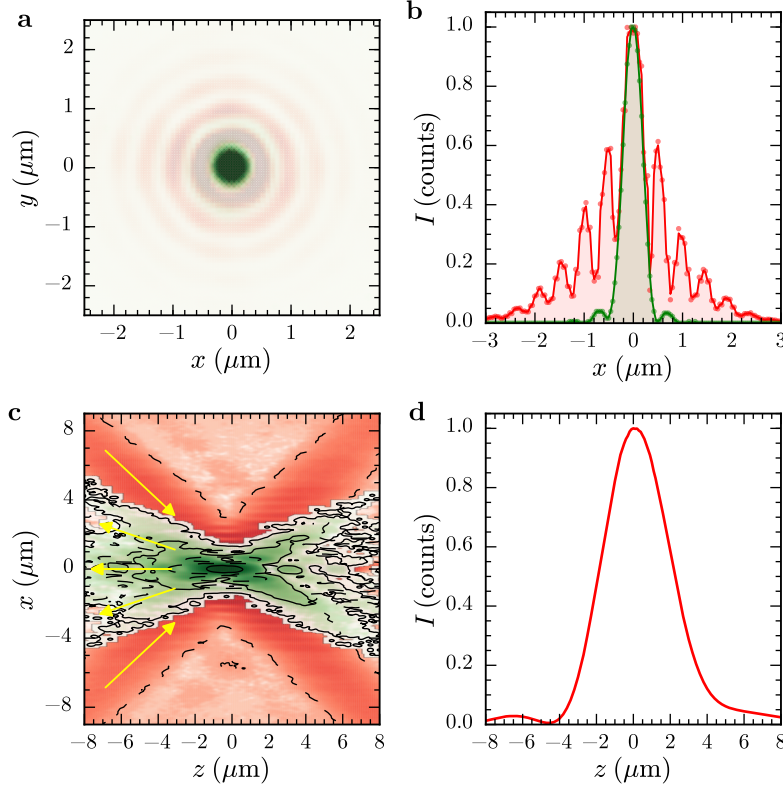 a
2
1
0
−1
−2
y (μm)
−2 −1 0 1 2
x (μm)
b
1.0
0.8
0.6
0.4
0.2
0.0
I (counts)
−3 −2 −1 0 1 2 3
x (μm)
c
8
4
0
−4
−8
x (μm)
−8 −6 −4 −2 0 2 4 6 8
z (μm)
d
1.0
0.8
0.6
0.4
0.2
0.0
I (counts)
−8 −6 −4 −2 0 2 4 6 8
z (μm)